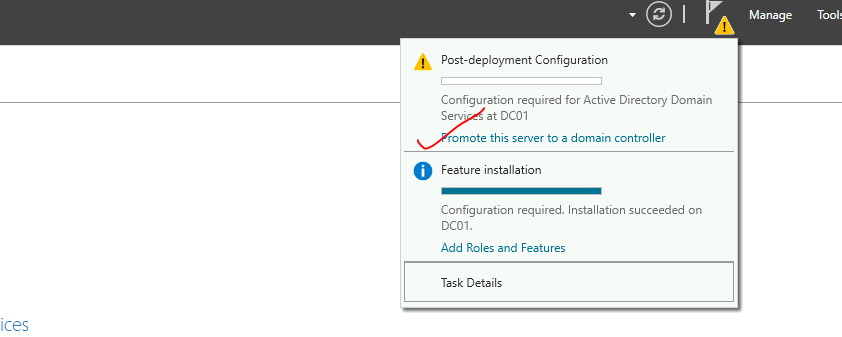 Manage Tools
Post-deployment Configuration
Configuration required for Active Directory Domain
Services at DC01
Promote this server to a domain controller
Feature installation
Configuration required. Installation succeeded on
DC01.
Add Roles and Features
Task Details
ices